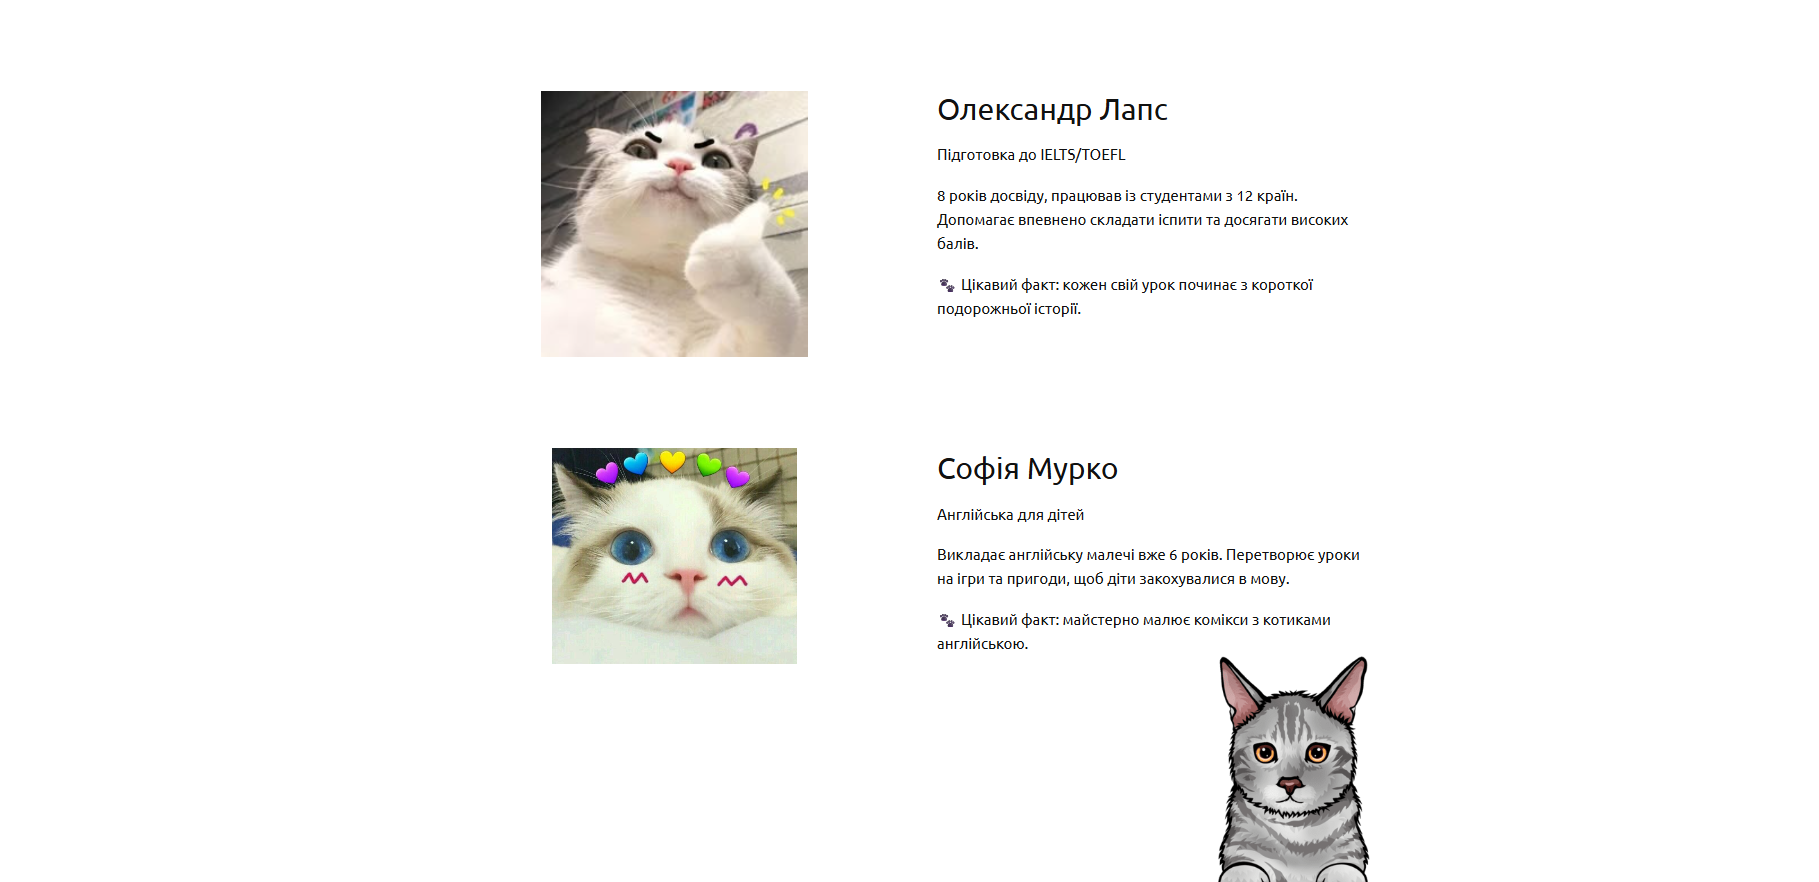 Олександр Лапс
Підготовка до IELTS/TOEFL
8 років досвіду, працював із студентами з 12 країн.
Допомагає впевнено складати іспити та досягати високих
балів.
🐾 Цікавий факт: кожен свій урок починає з короткої
подорожньої історії.
Софія Мурко
Англійська для дітей
Викладає англійську малечі вже 6 років. Перетворює уроки
на ігри та пригоди, щоб діти закохувалися в мову.
🐾 Цікавий факт: майстерно малює комікси з котиками
англійською.